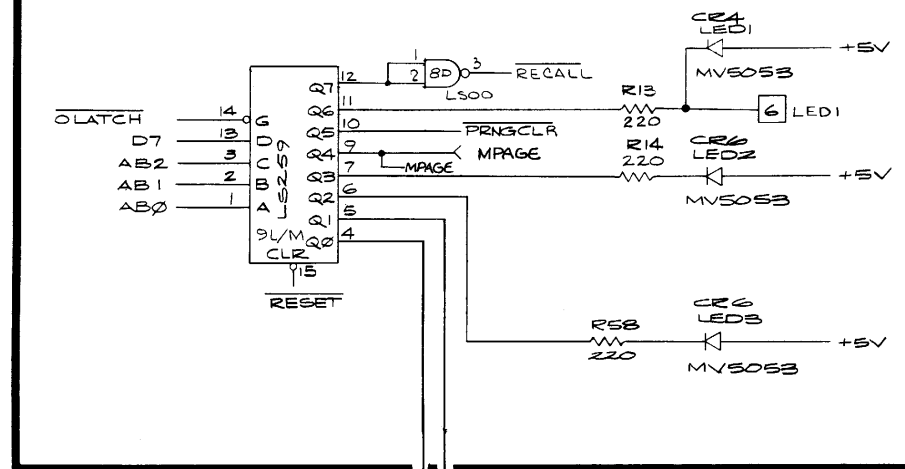 CR4
LED1
+5V
MV5053
1
2
8D
3
RECALL
LS00
Q7 12
Q6 11
R13
220
6 LED1
OLATCH 14 G
Q5 10
PRNGCLR
D7 13 D
Q4 9
MPAGE
MPAGE
R14
220
CR6
LED2
+5V
MV5053
AB2 3 C
Q3 7
AB1 2 B
Q2 6
ABØ 1 A
Q1 5
QØ 4
LS259
9L/M
CLR
15
RESET
CR6
LED3
R58
220
+5V
MV5053